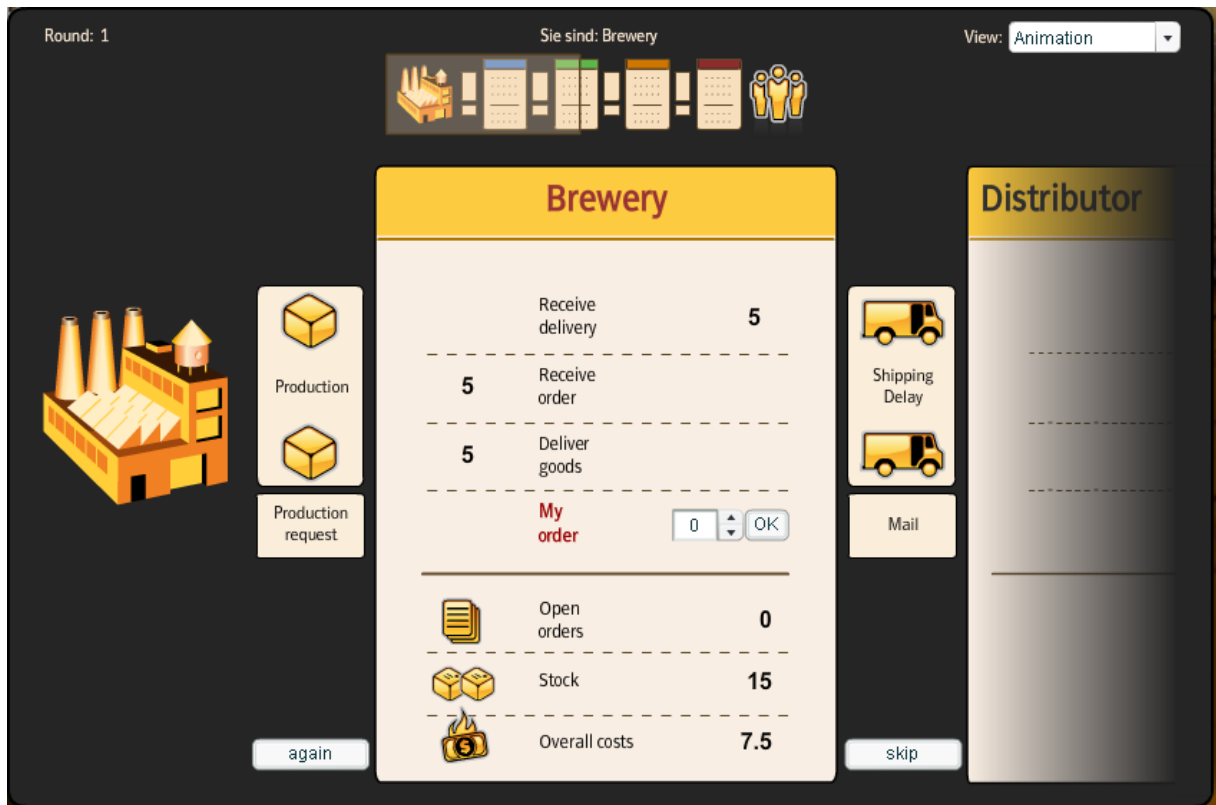 Round: 1
Sie sind: Brewery
View: Animation
Brewery
Distributor
Receive
delivery
5
Production
5
Receive
order
Shipping
Delay
5
Deliver
goods
Production
request
My
order
0
OK
Mail
Open
orders
0
Stock
15
Overall costs
7.5
again
skip